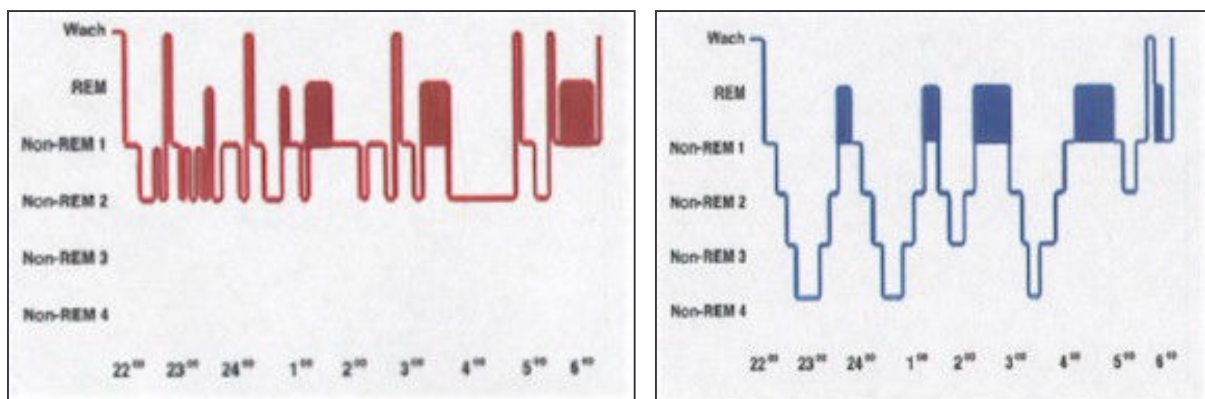 Wach
REM
Non-REM 1
Non-REM 2
Non-REM 3
Non-REM 4
22⁰⁰ 23⁰⁰ 24⁰⁰ 1⁰⁰ 2⁰⁰ 3⁰⁰ 4⁰⁰ 5⁰⁰ 6⁰⁰
Wach
REM
Non-REM 1
Non-REM 2
Non-REM 3
Non-REM 4
22⁰⁰ 23⁰⁰ 24⁰⁰ 1⁰⁰ 2⁰⁰ 3⁰⁰ 4⁰⁰ 5⁰⁰ 6⁰⁰